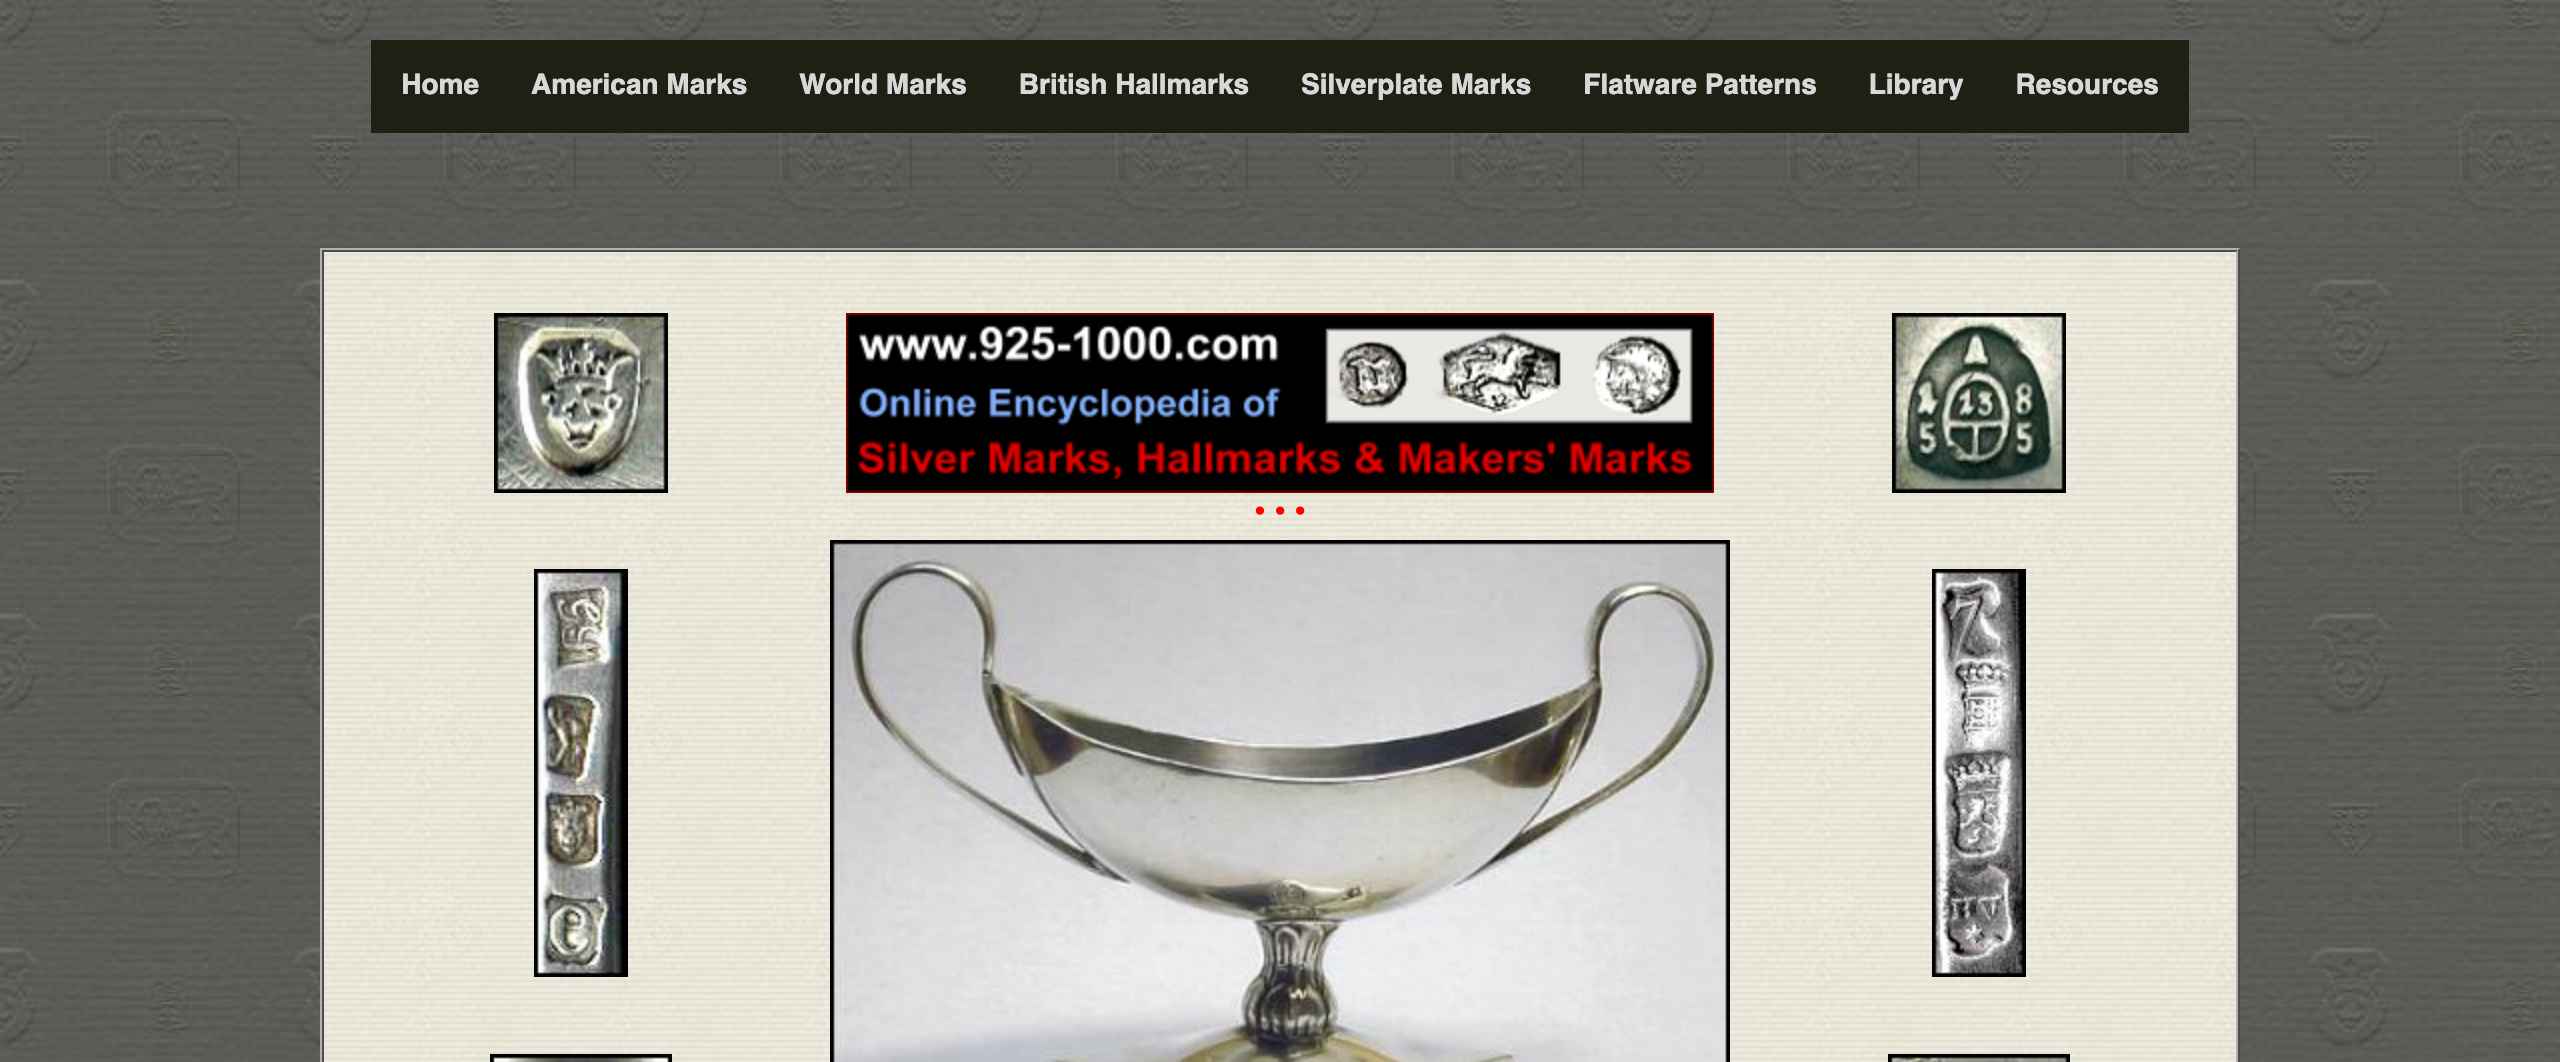 Home American Marks World Marks British Hallmarks Silverplate Marks Flatware Patterns Library Resources
www.925-1000.com
Online Encyclopedia of
Silver Marks, Hallmarks & Makers' Marks
A
1 13 8
5 5
HV